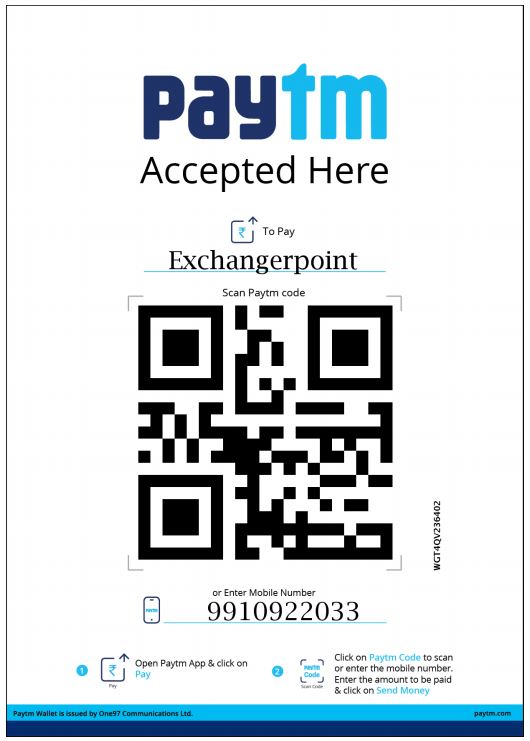 paytm
Accepted Here
To Pay
Exchangerpoint
Scan Paytm code
WGT4QV236402
or Enter Mobile Number
paytm
9910922033
1
Pay
Open Paytm App & click on
Pay
2
paytm
Code
Scan Code
Click on Paytm Code to scan
or enter the mobile number.
Enter the amount to be paid
& click on Send Money
Paytm Wallet is issued by One97 Communications Ltd.
paytm.com